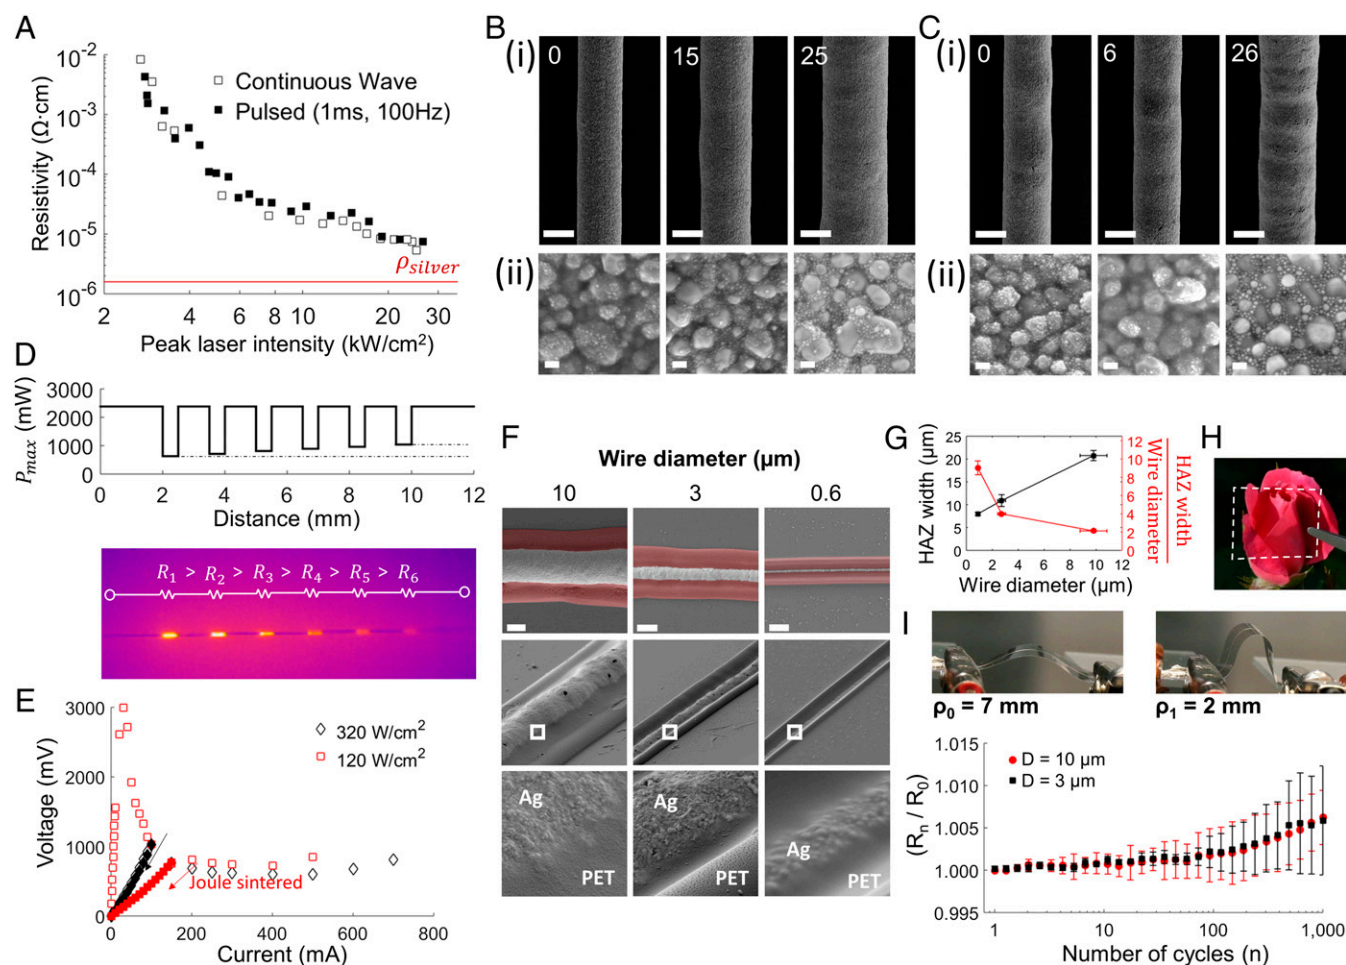 A
Resistivity (Ω·cm)
10⁻²
10⁻³
10⁻⁴
10⁻⁵
10⁻⁶
□ Continuous Wave
■ Pulsed (1ms, 100Hz)
ρsilver
2 4 6 8 10 20 30
Peak laser intensity (kW/cm²)
B
(i)
0 15 25
(ii)
C
(i)
0 6 26
(ii)
D
Pmax (mW)
3000
2000
1000
0
0 2 4 6 8 10 12
Distance (mm)
R₁ > R₂ > R₃ > R₄ > R₅ > R₆
E
Voltage (mV)
3000
2000
1000
0
◇ 320 W/cm²
□ 120 W/cm²
Joule sintered
0 200 400 600 800
Current (mA)
F
Wire diameter (µm)
10 3 0.6
Ag Ag Ag
PET PET PET
G
HAZ width (µm)
25
20
15
10
5
0
12
10
8
6
4
2
0
HAZ width
Wire diameter
0 2 4 6 8 10 12
Wire diameter (µm)
H
I
ρ₀ = 7 mm
ρ₁ = 2 mm
(Rₙ / R₀)
1.015
1.010
1.005
1.000
0.995
● D = 10 µm
■ D = 3 µm
1 10 100 1,000
Number of cycles (n)